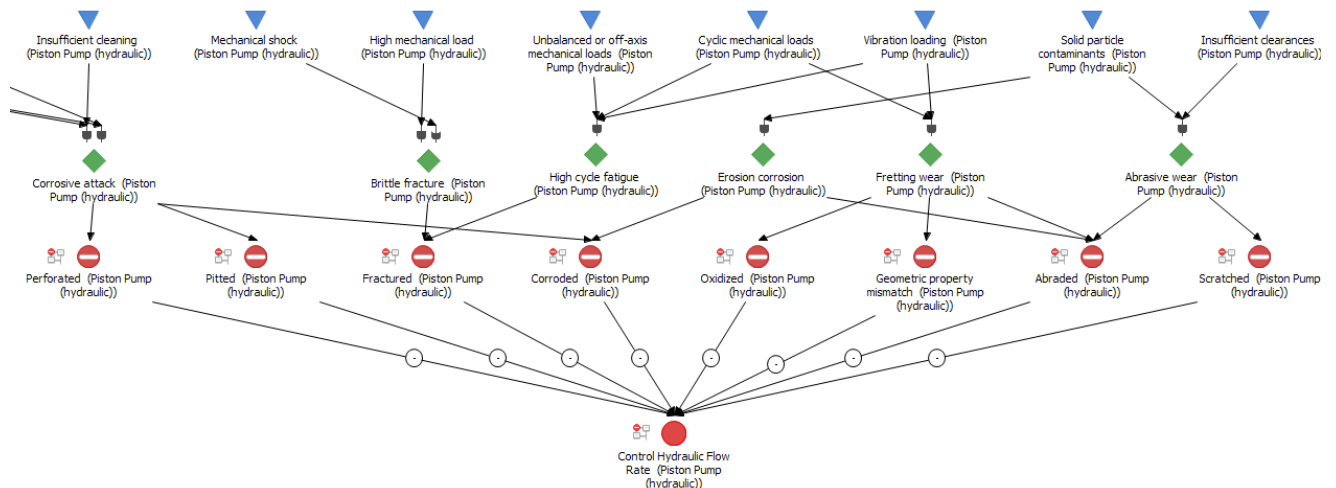 Insufficient cleaning
(Piston Pump (hydraulic))
Mechanical shock
(Piston Pump (hydraulic))
High mechanical load
(Piston Pump (hydraulic))
Unbalanced or off-axis
mechanical loads (Piston
Pump (hydraulic))
Cyclic mechanical loads
(Piston Pump (hydraulic))
Vibration loading (Piston
Pump (hydraulic))
Solid particle
contaminants (Piston
Pump (hydraulic))
Insufficient clearances
(Piston Pump (hydraulic))
Corrosive attack (Piston
Pump (hydraulic))
Brittle fracture (Piston
Pump (hydraulic))
High cycle fatigue
(Piston Pump (hydraulic))
Erosion corrosion
(Piston Pump (hydraulic))
Fretting wear (Piston
Pump (hydraulic))
Abrasive wear (Piston
Pump (hydraulic))
Perforated (Piston Pump
(hydraulic))
Pitted (Piston Pump
(hydraulic))
Fractured (Piston Pump
(hydraulic))
Corroded (Piston Pump
(hydraulic))
Oxidized (Piston Pump
(hydraulic))
Geometric property
mismatch (Piston Pump
(hydraulic))
Abraded (Piston Pump
(hydraulic))
Scratched (Piston Pump
(hydraulic))
- - - - - - - -
Control Hydraulic Flow
Rate (Piston Pump
(hydraulic))